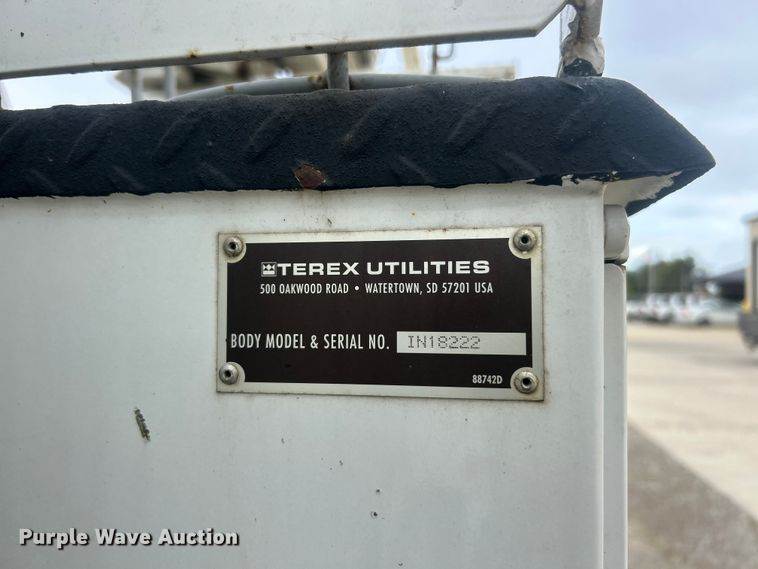 TEREX UTILITIES
500 OAKWOOD ROAD • WATERTOWN, SD 57201 USA
BODY MODEL & SERIAL NO. IN18222
88742D
Purple Wave Auction